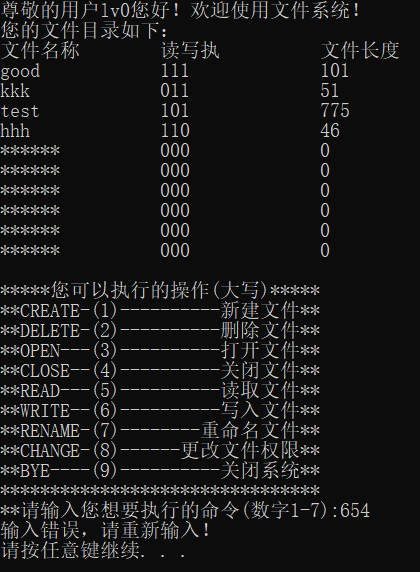 尊敬的用户lv0您好！欢迎使用文件系统！
您的文件目录如下：
文件名称 读写执 文件长度
good 111 101
kkk 011 51
test 101 775
hhh 110 46
****** 000 0
****** 000 0
****** 000 0
****** 000 0
****** 000 0
****** 000 0
*****您可以执行的操作(大写)*****
**CREATE-(1)----------新建文件**
**DELETE-(2)----------删除文件**
**OPEN---(3)----------打开文件**
**CLOSE--(4)----------关闭文件**
**READ---(5)----------读取文件**
**WRITE--(6)----------写入文件**
**RENAME-(7)--------重命名文件**
**CHANGE-(8)------更改文件权限**
**BYE----(9)----------关闭系统**
********************************
**请输入您想要执行的命令(数字1-7):654
输入错误，请重新输入！
请按任意键继续. . .